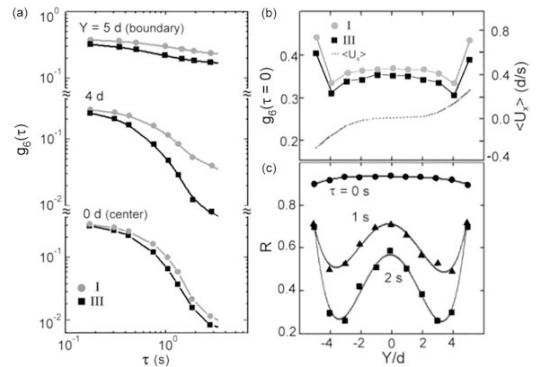 (a)
Y = 5 d (boundary)
10⁰
10⁻¹
4 d
10⁻¹
10⁻²
0 d (center)
10⁻¹
10⁻²
I
III
g₆(τ)
10⁻¹
10⁰
τ (s)
(b)
I
III
<Uₓ>
0.4
0.3
0.2
g₆(τ = 0)
0.8
0.4
0.0
-0.4
<Uₓ> (d/s)
(c)
τ = 0 s
1 s
2 s
0.8
0.6
0.4
0.2
R
-4 -2 0 2 4
Y/d